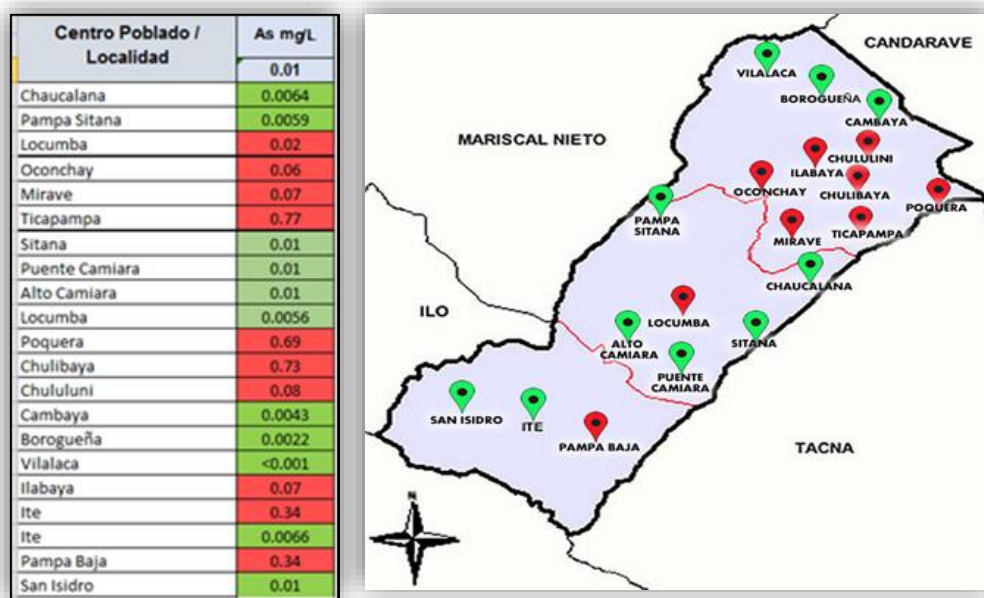 Centro Poblado / As mg/L
Localidad
0.01
Chaucalana 0.0064
Pampa Sitana 0.0059
Locumba 0.02
Oconchay 0.06
Mirave 0.07
Ticapampa 0.77
Sitana 0.01
Puente Camiara 0.01
Alto Camiara 0.01
Locumba 0.0056
Poquera 0.69
Chulibaya 0.73
Chululuni 0.08
Cambaya 0.0043
Borogueña 0.0022
Vilalaca <0.001
Ilabaya 0.07
Ite 0.34
Ite 0.0066
Pampa Baja 0.34
San Isidro 0.01
CANDARAVE
VILALACA
BOROGUEÑA
CAMBAYA
MARISCAL NIETO
CHULULINI
ILABAYA
OCONCHAY
CHULIBAYA
POQUERA
PAMPA
SITANA
MIRAVE
TICAPAMPA
CHAUCALANA
ILO
LOCUMBA
ALTO
CAMIARA
SITANA
PUENTE
CAMIARA
SAN ISIDRO
ITE
PAMPA BAJA
TACNA
N